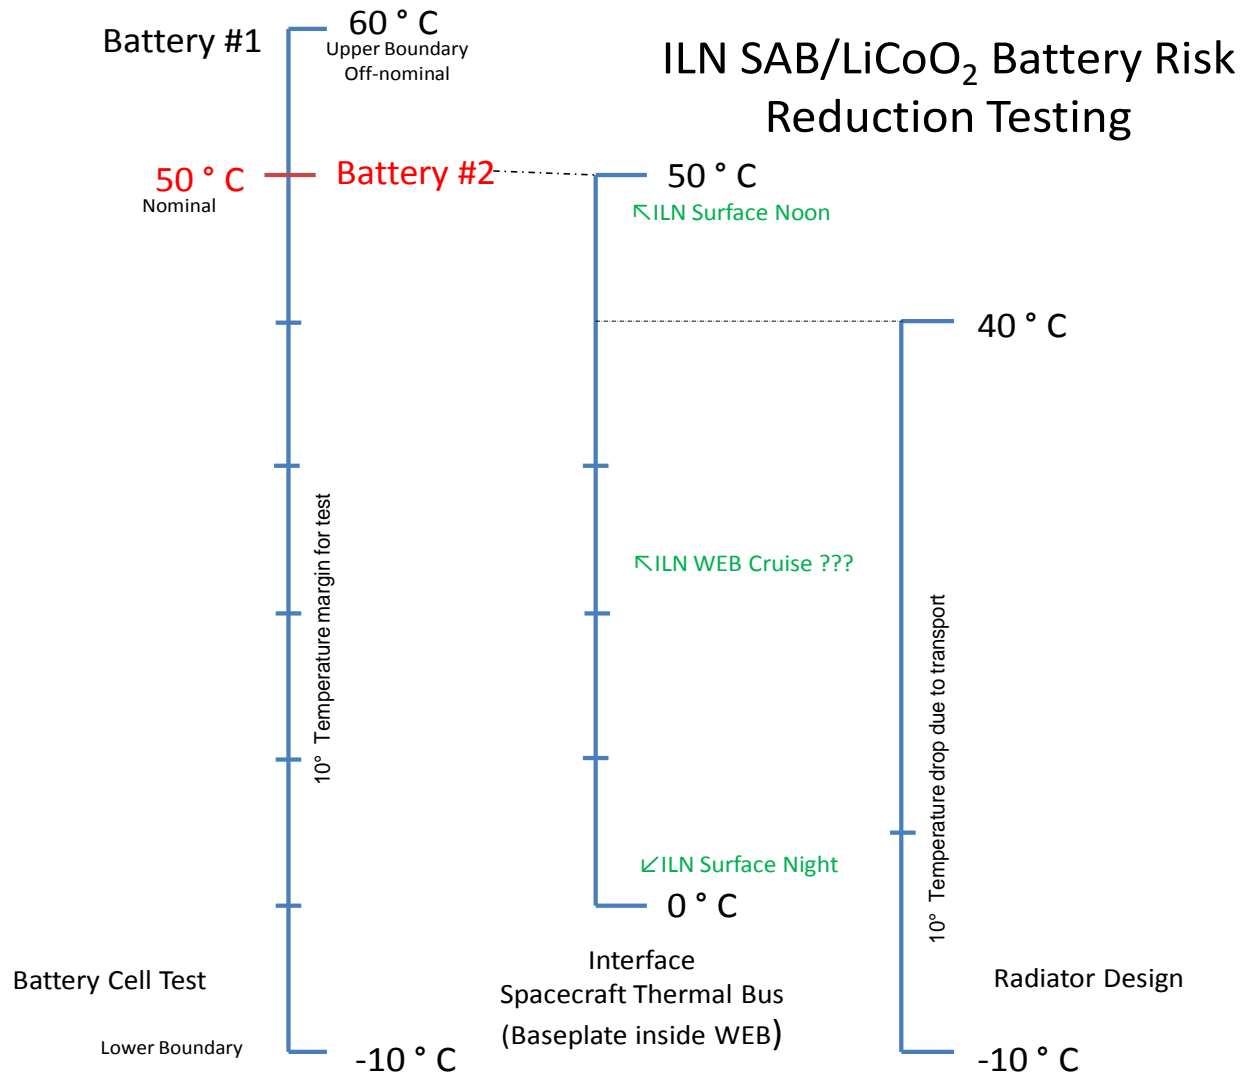 ILN SAB/LiCoO₂ Battery Risk
Reduction Testing
Battery #1
60 ° C
Upper Boundary
Off-nominal
50 ° C
Nominal
Battery #2
50 ° C
↖ILN Surface Noon
40 ° C
10° Temperature margin for test
↖ILN WEB Cruise ???
10° Temperature drop due to transport
↙ILN Surface Night
0 ° C
Battery Cell Test
Interface
Spacecraft Thermal Bus
(Baseplate inside WEB)
Radiator Design
Lower Boundary
-10 ° C
-10 ° C